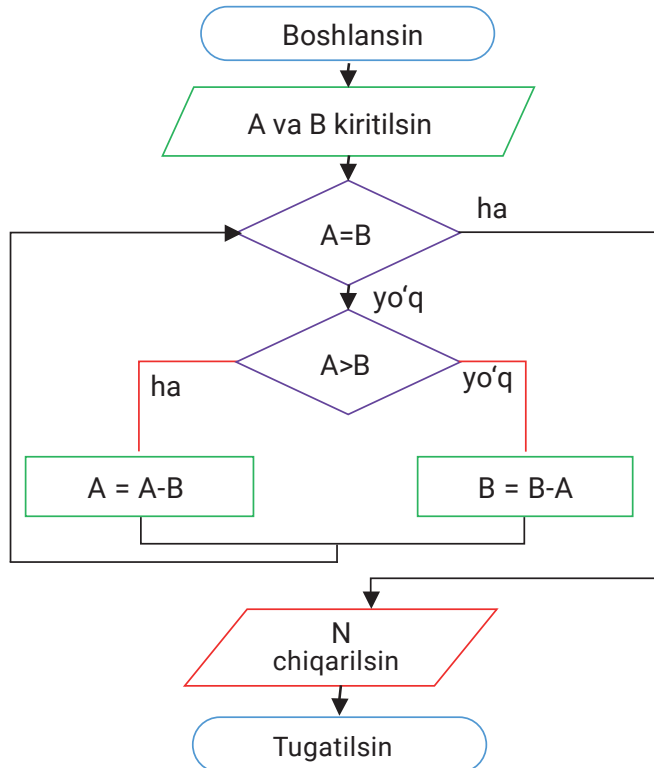 Boshlansin
A va B kiritilsin
A=B
ha
yo‘q
A>B
ha
yo‘q
A = A-B
B = B-A
N
chiqarilsin
Tugatilsin